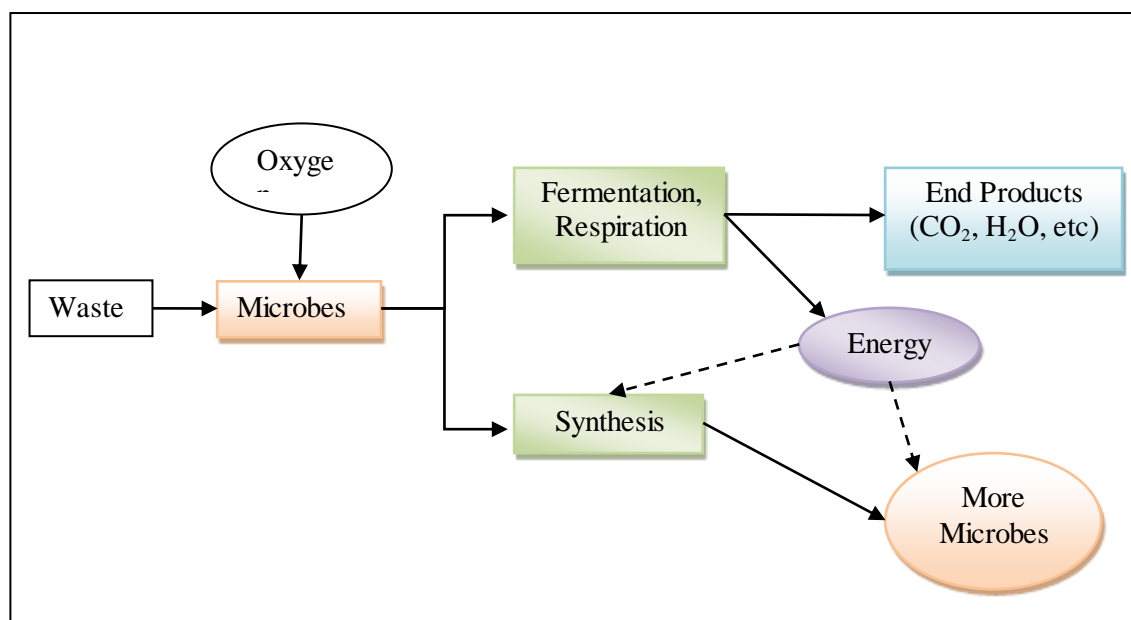 Oxyge
n
Fermentation,
Respiration
End Products
(CO₂, H₂O, etc)
Waste
Microbes
Energy
Synthesis
More
Microbes